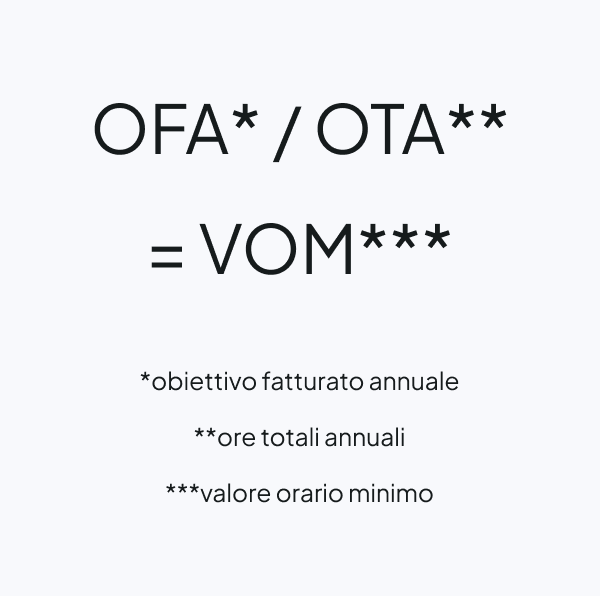 OFA* / OTA**
= VOM***
*obiettivo fatturato annuale
**ore totali annuali
***valore orario minimo